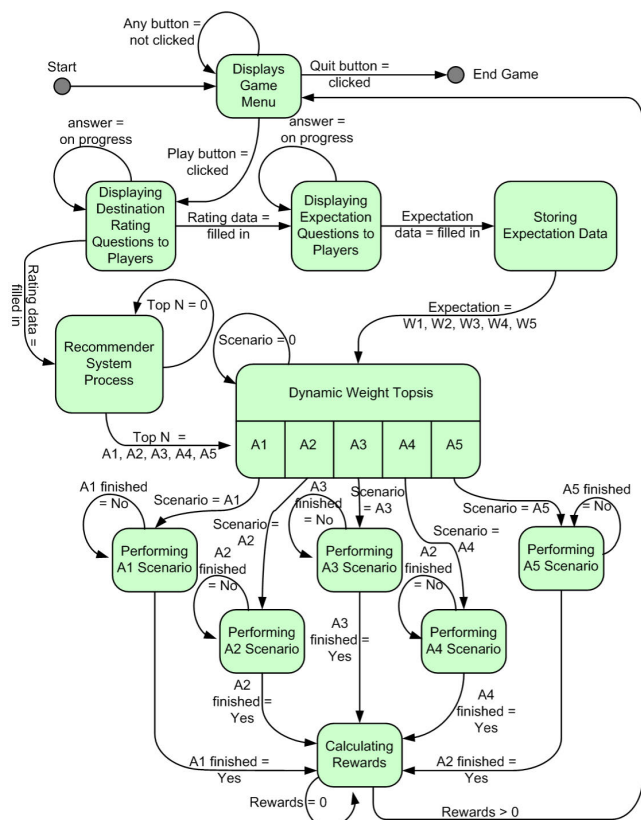 Any button =
not clicked
Start
Displays
Game
Menu
Quit button =
clicked
End Game
answer =
on progress
Play button =
clicked
answer =
on progress
Displaying
Destination
Rating
Questions to
Players
Rating data =
filled in
Displaying
Expectation
Questions to
Players
Expectation
data = filled in
Storing
Expectation Data
Rating data =
filled in
Top N = 0
Recommender
System
Process
Scenario = 0
Expectation =
W1, W2, W3, W4, W5
Dynamic Weight Topsis
Top N =
A1, A2, A3, A4, A5
A1
A2
A3
A4
A5
A1 finished
= No
Scenario = A1
Scenario =
A2
A3
finished
= No
Scenario
= A3
Scenario =
A4
Scenario = A5
A5 finished
= No
Performing
A1 Scenario
A2
finished
= No
Performing
A3 Scenario
A2
finished
= No
Performing
A5 Scenario
Performing
A2 Scenario
A3
finished =
Yes
Performing
A4 Scenario
A2
finished =
Yes
A4
finished =
Yes
A1 finished =
Yes
Calculating
Rewards
A2 finished =
Yes
Rewards = 0
Rewards > 0